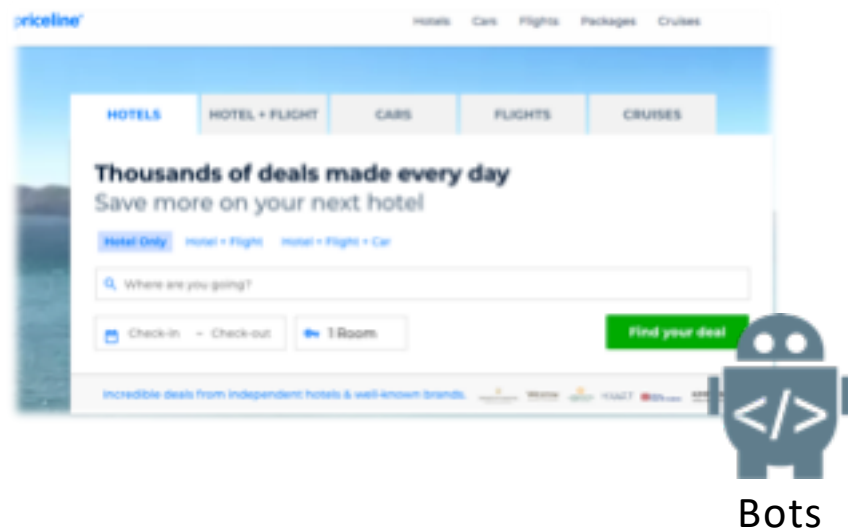 priceline
Hotels Cars Flights Packages Cruises
HOTELS HOTEL + FLIGHT CARS FLIGHTS CRUISES
Thousands of deals made every day
Save more on your next hotel
Hotel Only Hotel + Flight Hotel + Flight + Car
Where are you going?
Check-in - Check-out 1 Room Find your deal
Incredible deals from independent hotels & well-known brands. HYATT
</>
Bots